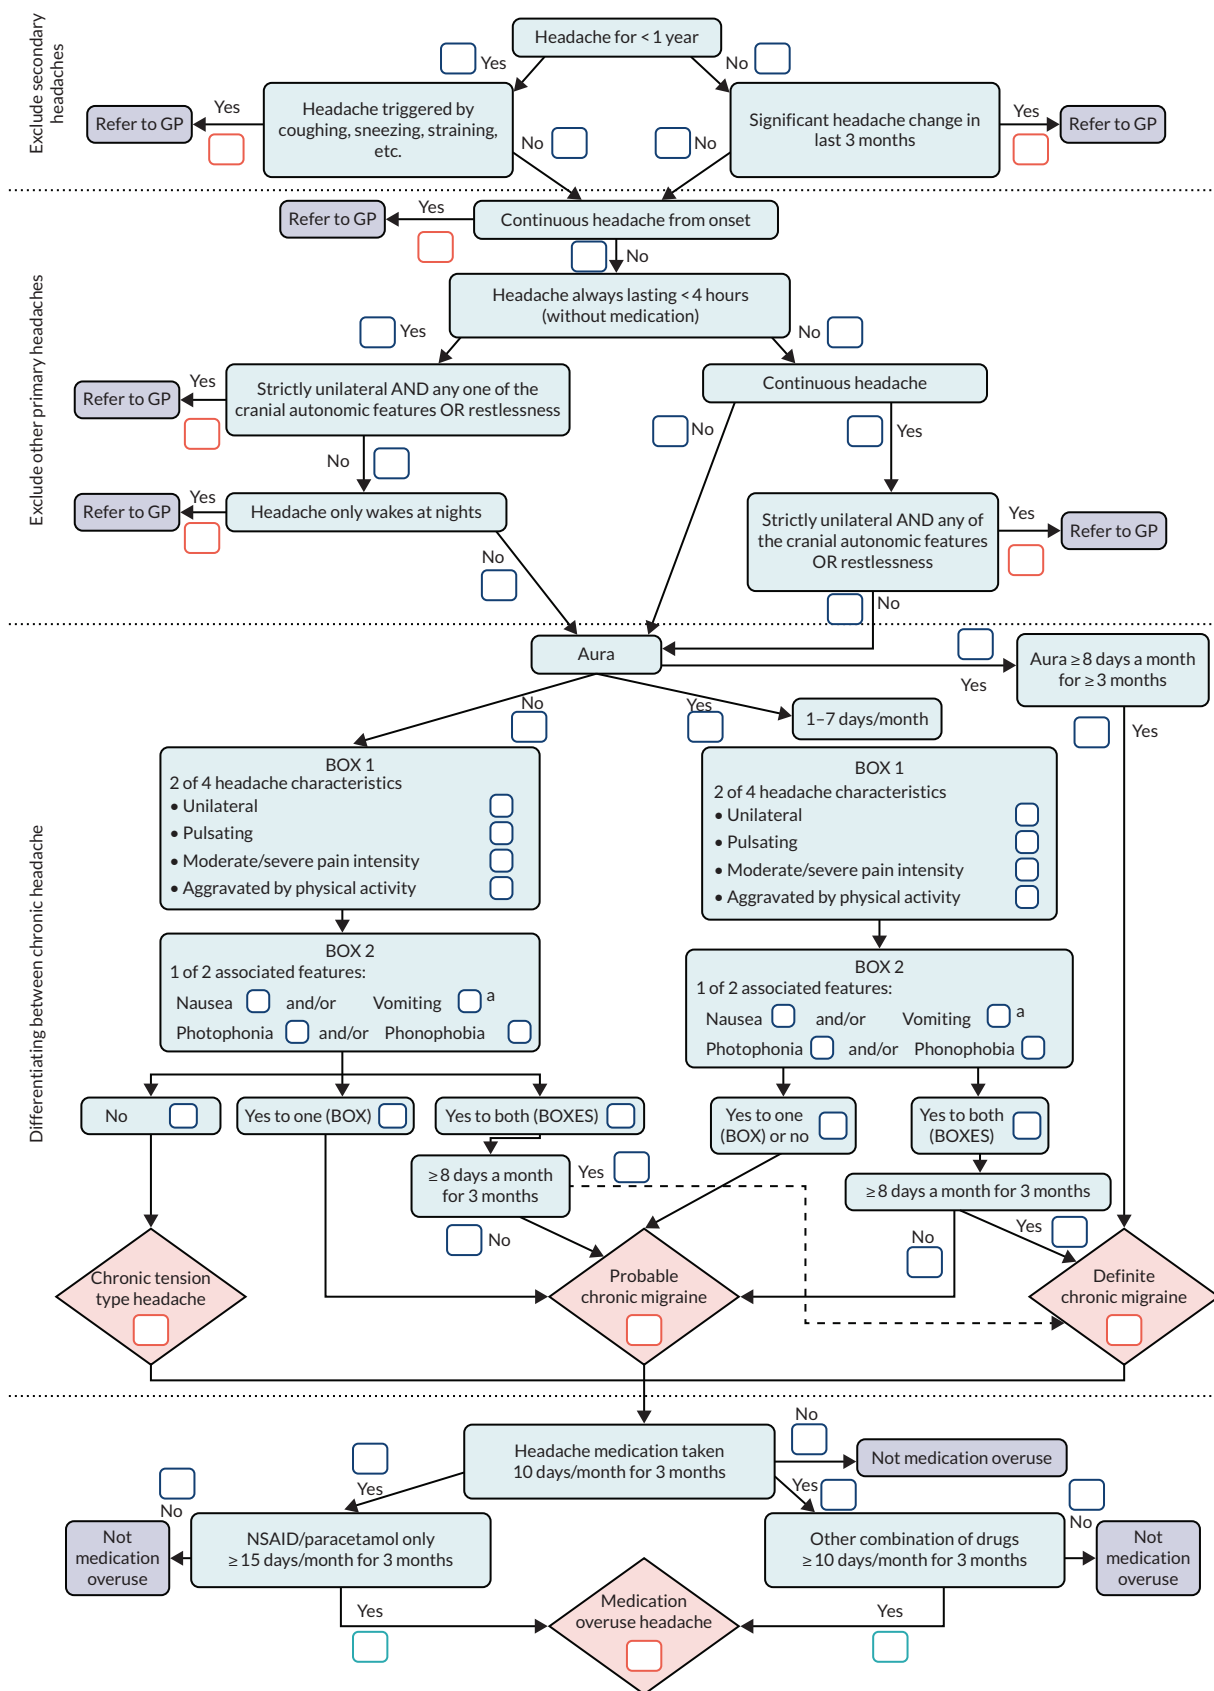 Exclude secondary
headaches
Headache for < 1 year
Yes
No
Refer to GP
Yes
Headache triggered by
coughing, sneezing, straining,
etc.
No
No
Significant headache change in
last 3 months
Yes
Refer to GP
Exclude other primary headaches
Refer to GP
Yes
Continuous headache from onset
No
Headache always lasting < 4 hours
(without medication)
Yes
No
Refer to GP
Yes
Strictly unilateral AND any one of the
cranial autonomic features OR restlessness
Continuous headache
No
Yes
No
Refer to GP
Yes
Headache only wakes at nights
No
Strictly unilateral AND any of
the cranial autonomic features
OR restlessness
Yes
Refer to GP
No
Differentiating between chronic headache
Aura
Yes
Aura ≥ 8 days a month
for ≥ 3 months
No
Yes
1–7 days/month
Yes
BOX 1
2 of 4 headache characteristics
• Unilateral
• Pulsating
• Moderate/severe pain intensity
• Aggravated by physical activity
BOX 1
2 of 4 headache characteristics
• Unilateral
• Pulsating
• Moderate/severe pain intensity
• Aggravated by physical activity
BOX 2
1 of 2 associated features:
Nausea and/or Vomiting a
Photophonia and/or Phonophobia
BOX 2
1 of 2 associated features:
Nausea and/or Vomiting a
Photophonia and/or Phonophobia
No
Yes to one (BOX)
Yes to both (BOXES)
Yes to one
(BOX) or no
Yes to both
(BOXES)
≥ 8 days a month
for 3 months
Yes
No
≥ 8 days a month for 3 months
No
Yes
Chronic tension
type headache
Probable
chronic migraine
Definite
chronic migraine
Headache medication taken
10 days/month for 3 months
No
Not medication overuse
Yes
Yes
No
Not
medication
overuse
NSAID/paracetamol only
≥ 15 days/month for 3 months
Other combination of drugs
≥ 10 days/month for 3 months
No
Not
medication
overuse
Yes
Medication
overuse headache
Yes